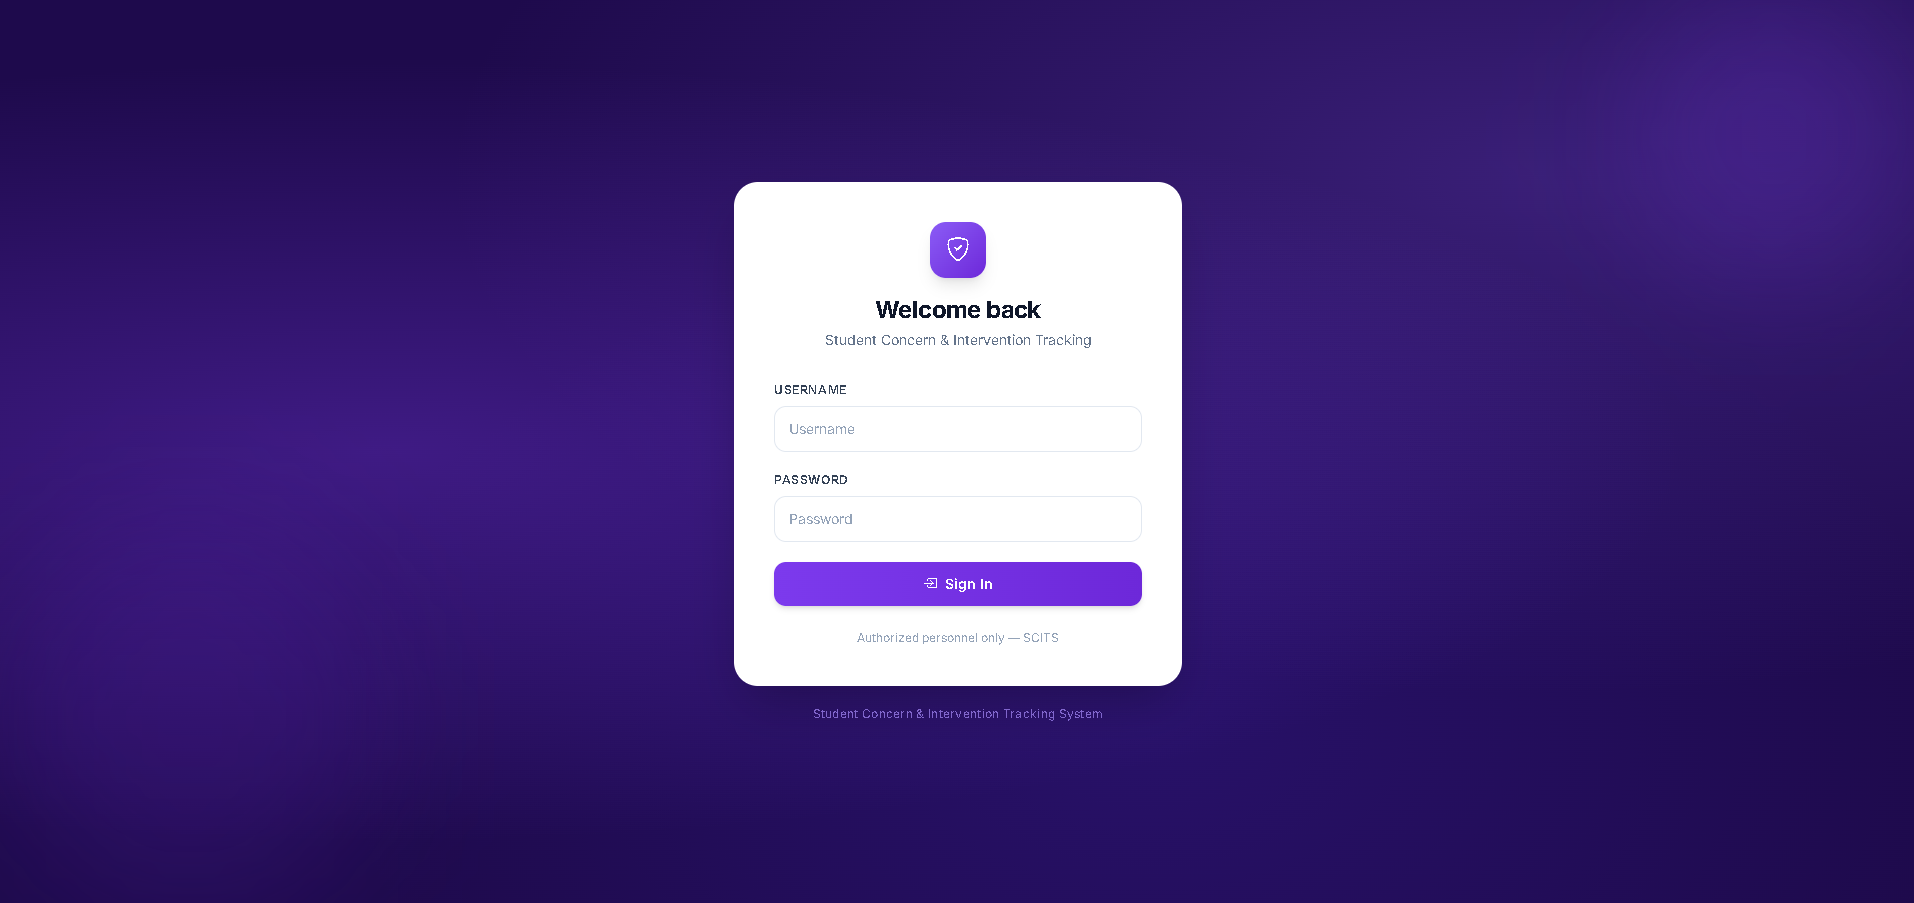 Welcome back
Student Concern & Intervention Tracking
USERNAME
Username
PASSWORD
Password
Sign In
Authorized personnel only — SCITS
Student Concern & Intervention Tracking System